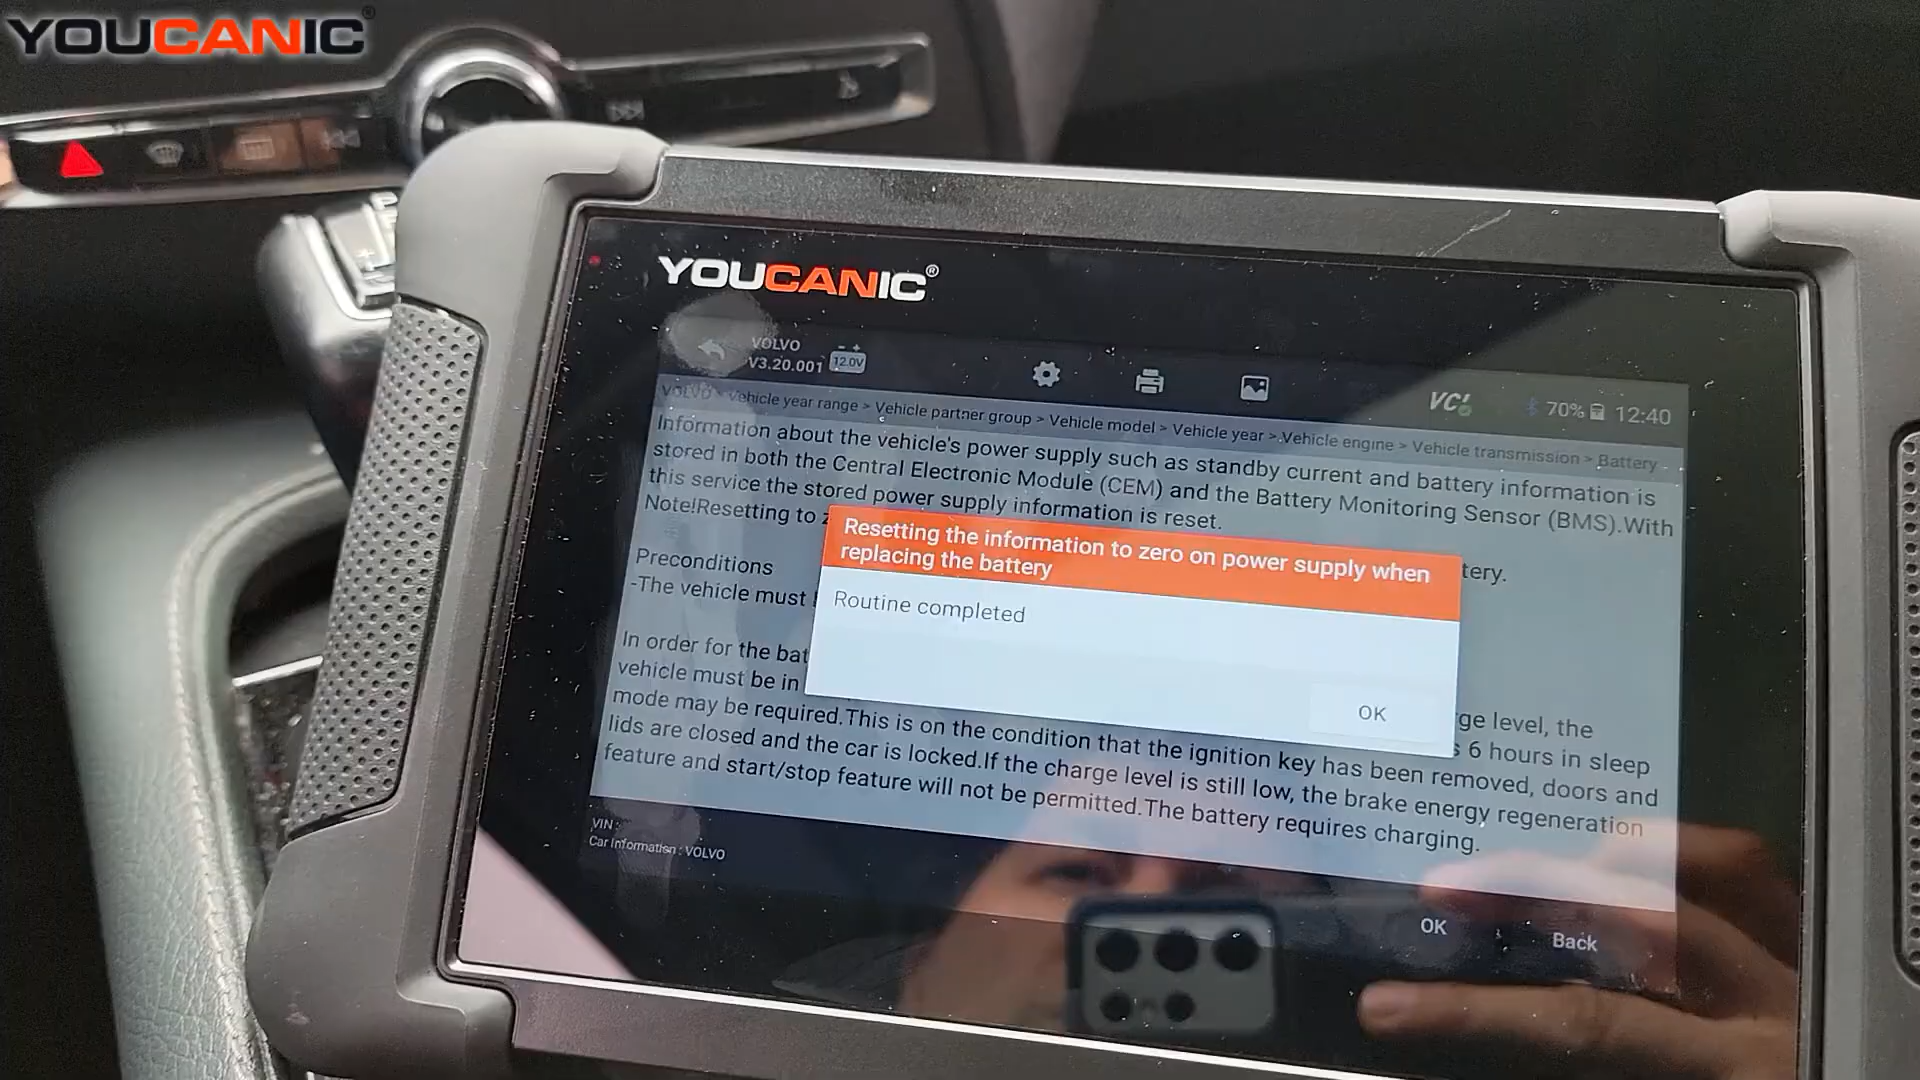 YOUCANIC®
YOUCANIC®
VOLVO
V3.20.001
12.0V
VCI
70%
12:40
VOLVO > Vehicle year range > Vehicle partner group > Vehicle model > Vehicle year > Vehicle engine > Vehicle transmission > Battery
Information about the vehicle's power supply such as standby current and battery information is
stored in both the Central Electronic Module (CEM) and the Battery Monitoring Sensor (BMS).With
this service the stored power supply information is reset.
Note!Resetting to
tery.
Resetting the information to zero on power supply when
replacing the battery
Routine completed
OK
Preconditions
-The vehicle must
In order for the bat
ge level, the
vehicle must be in
6 hours in sleep
mode may be required.This is on the condition that the ignition key has been removed, doors and
lids are closed and the car is locked.If the charge level is still low, the brake energy regeneration
feature and start/stop feature will not be permitted.The battery requires charging.
VIN :
Car Information : VOLVO
OK
Back